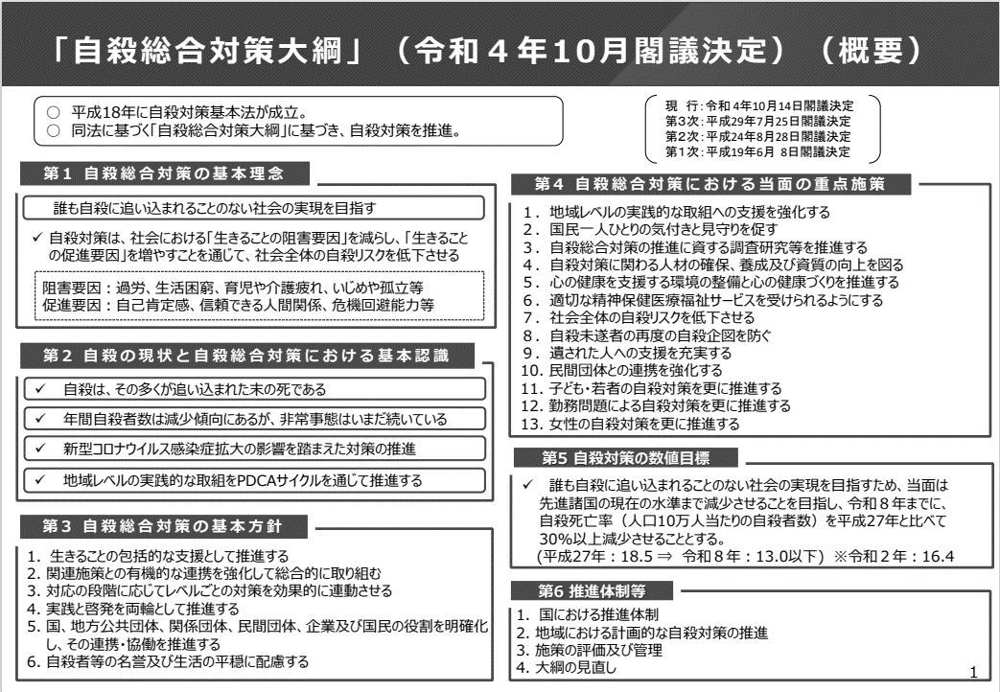 「自殺総合対策大綱」（令和４年10月閣議決定）（概要）
○ 平成18年に自殺対策基本法が成立。
○ 同法に基づく「自殺総合対策大綱」に基づき、自殺対策を推進。
現 行：令和 4年10月14日閣議決定
第３次：平成29年7月25日閣議決定
第２次：平成24年8月28日閣議決定
第１次：平成19年6月 8日閣議決定
第１ 自殺総合対策の基本理念
誰も自殺に追い込まれることのない社会の実現を目指す
✓ 自殺対策は、社会における「生きることの阻害要因」を減らし、「生きること
の促進要因」を増やすことを通じて、社会全体の自殺リスクを低下させる
阻害要因：過労、生活困窮、育児や介護疲れ、いじめや孤立等
促進要因：自己肯定感、信頼できる人間関係、危機回避能力等
第２ 自殺の現状と自殺総合対策における基本認識
✓ 自殺は、その多くが追い込まれた末の死である
✓ 年間自殺者数は減少傾向にあるが、非常事態はいまだ続いている
✓ 新型コロナウイルス感染症拡大の影響を踏まえた対策の推進
✓ 地域レベルの実践的な取組をPDCAサイクルを通じて推進する
第３ 自殺総合対策の基本方針
1. 生きることの包括的な支援として推進する
2. 関連施策との有機的な連携を強化して総合的に取り組む
3. 対応の段階に応じてレベルごとの対策を効果的に連動させる
4. 実践と啓発を両輪として推進する
5. 国、地方公共団体、関係団体、民間団体、企業及び国民の役割を明確化
し、その連携・協働を推進する
6. 自殺者等の名誉及び生活の平穏に配慮する
第４ 自殺総合対策における当面の重点施策
1． 地域レベルの実践的な取組への支援を強化する
2． 国民一人ひとりの気付きと見守りを促す
3． 自殺総合対策の推進に資する調査研究等を推進する
4． 自殺対策に関わる人材の確保、養成及び資質の向上を図る
5． 心の健康を支援する環境の整備と心の健康づくりを推進する
6． 適切な精神保健医療福祉サービスを受けられるようにする
7． 社会全体の自殺リスクを低下させる
8． 自殺未遂者の再度の自殺企図を防ぐ
9． 遺された人への支援を充実する
10. 民間団体との連携を強化する
11. 子ども・若者の自殺対策を更に推進する
12. 勤務問題による自殺対策を更に推進する
13. 女性の自殺対策を更に推進する
第５ 自殺対策の数値目標
✓ 誰も自殺に追い込まれることのない社会の実現を目指すため、当面は
先進諸国の現在の水準まで減少させることを目指し、令和８年までに、
自殺死亡率（人口10万人当たりの自殺者数）を平成27年と比べて
30％以上減少させることとする。
(平成27年：18.5 ⇒ 令和８年：13.0以下) ※令和２年：16.4
第６ 推進体制等
1. 国における推進体制
2. 地域における計画的な自殺対策の推進
3. 施策の評価及び管理
4. 大綱の見直し
1